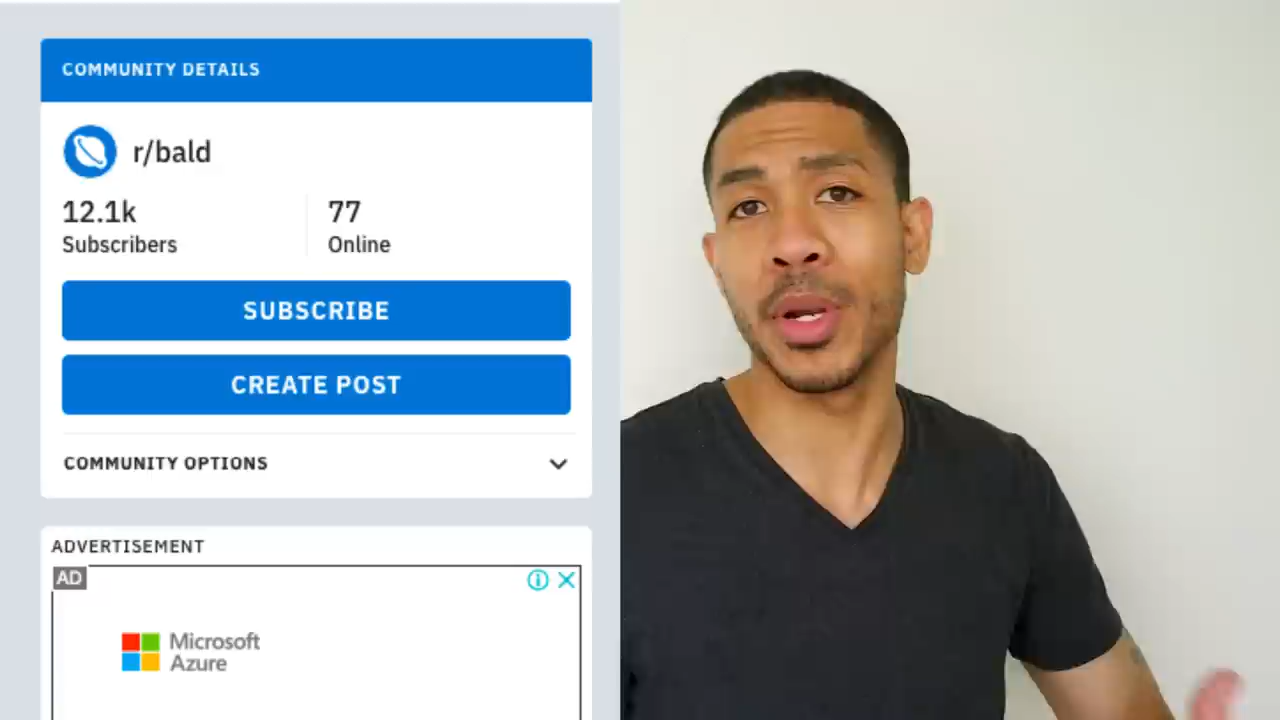 COMMUNITY DETAILS
r/bald
12.1k
Subscribers
77
Online
SUBSCRIBE
CREATE POST
COMMUNITY OPTIONS
ADVERTISEMENT
AD
Microsoft
Azure